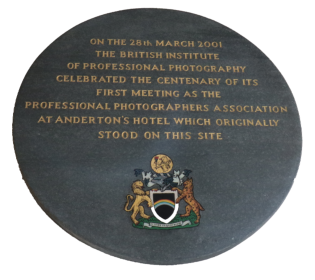 ON THE 28th MARCH 2001
THE BRITISH INSTITUTE
OF PROFESSIONAL PHOTOGRAPHY
CELEBRATED THE CENTENARY OF ITS
FIRST MEETING AS THE
PROFESSIONAL PHOTOGRAPHERS ASSOCIATION
AT ANDERTON'S HOTEL WHICH ORIGINALLY
STOOD ON THIS SITE